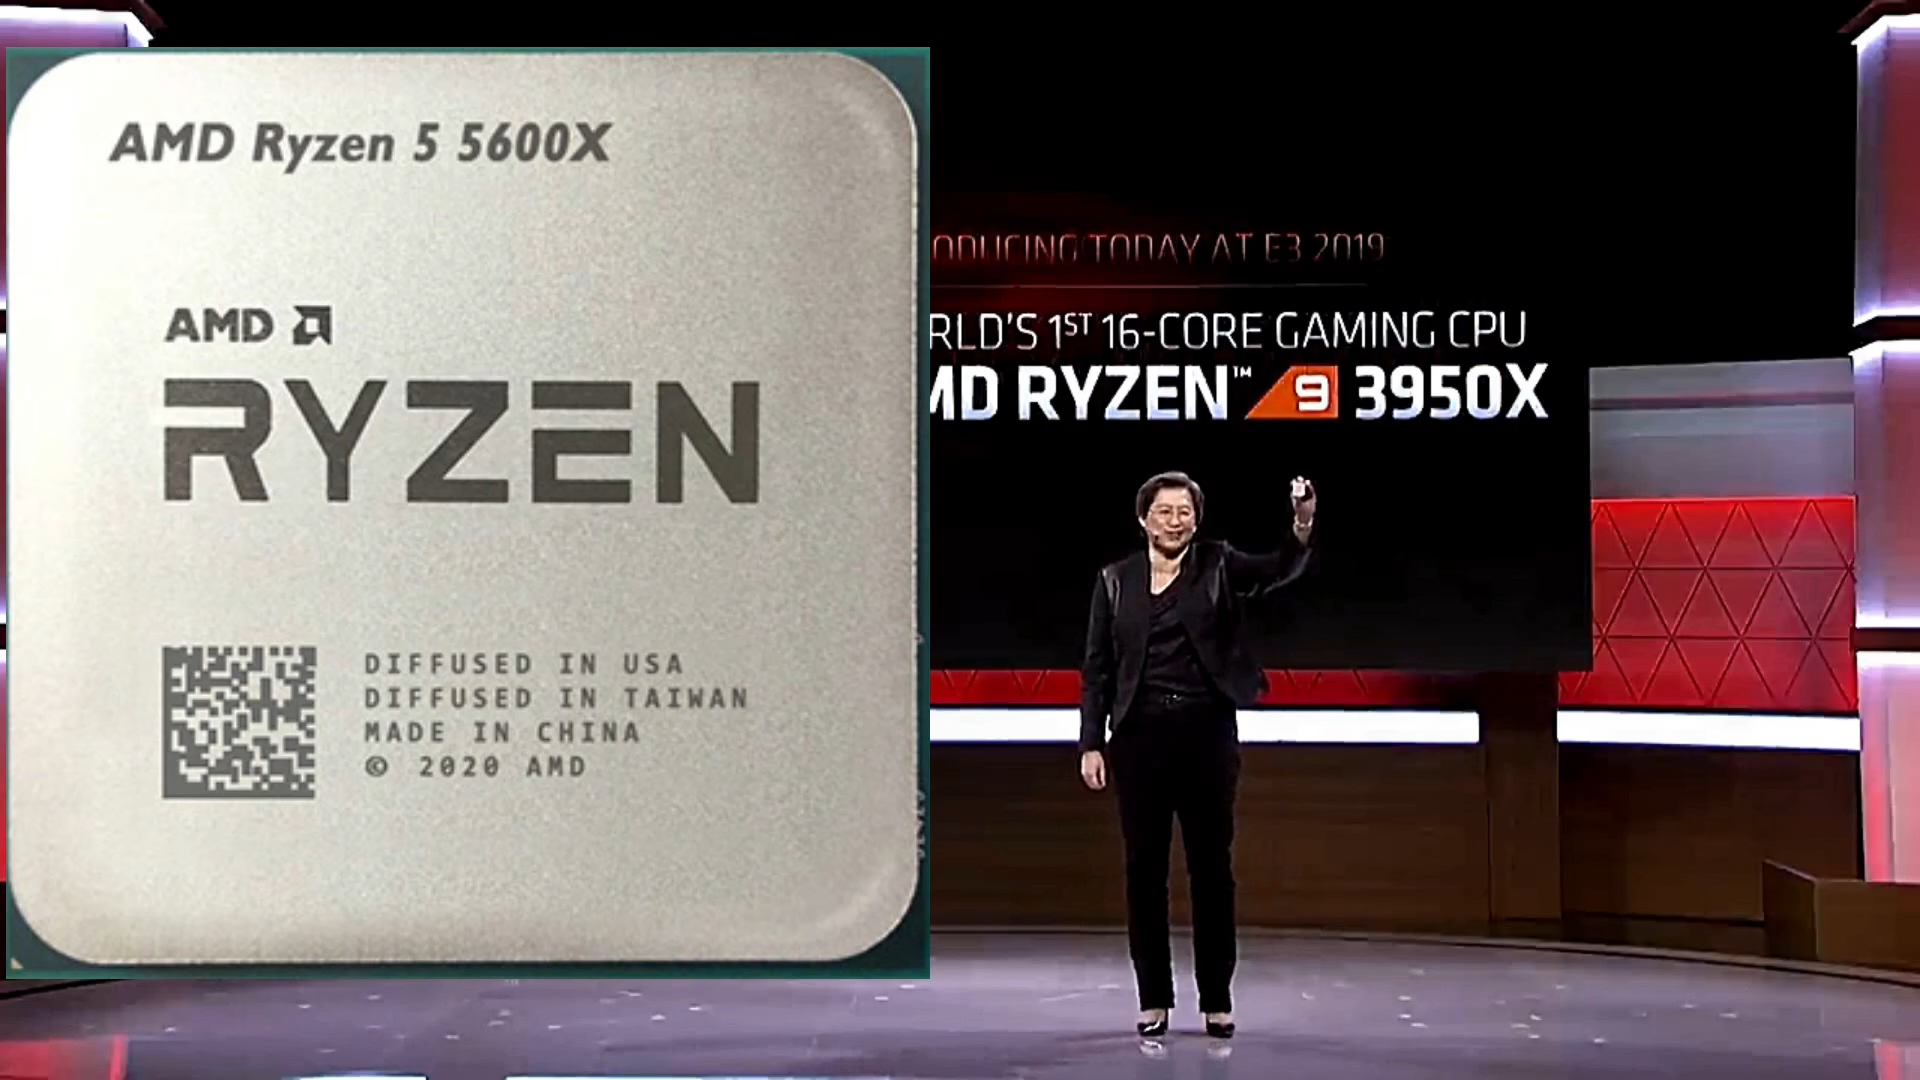 AMD Ryzen 5 5600X
AMD
RYZEN
DIFFUSED IN USA
DIFFUSED IN TAIWAN
MADE IN CHINA
© 2020 AMD
ODUCING TODAY AT E3 2019
RLD'S 1ST 16-CORE GAMING CPU
MD RYZEN™ 9 3950X